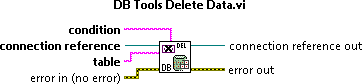 DB Tools Delete Data.vi
condition
connection reference
DEL
connection reference out
table
DB
error in (no error)
error out